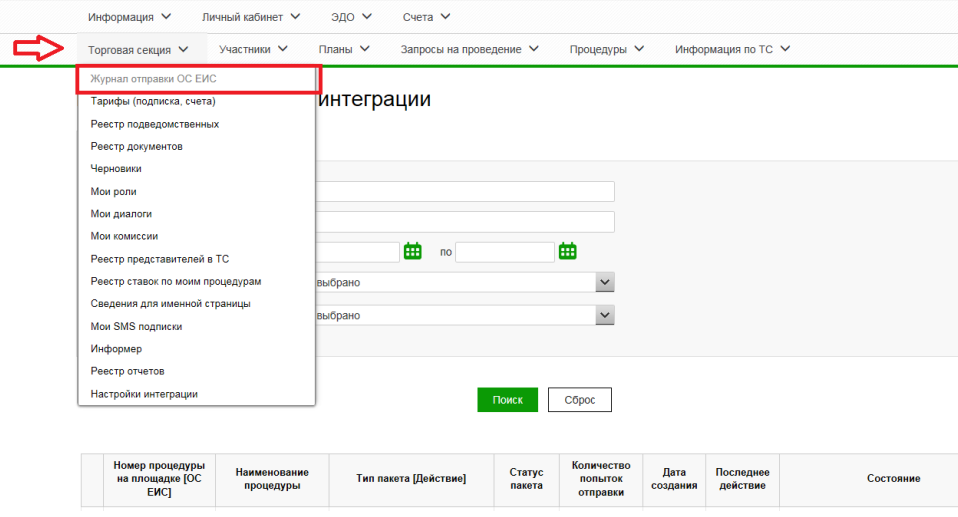 Информация Личный кабинет ЭДО Счета
Торговая секция Участники Планы Запросы на проведение Процедуры Информация по ТС
Журнал отправки ОС ЕИС
интеграции
Тарифы (подписка, счета)
Реестр подведомственных
Реестр документов
Черновики
Мои роли
Мои диалоги
Мои комиссии
по
Реестр представителей в ТС
Реестр ставок по моим процедурам
выбрано
Сведения для именной страницы
Мои SMS подписки
выбрано
Информер
Реестр отчетов
Настройки интеграции
Поиск Сброс
Номер процедуры
на площадке [ОС
ЕИС]
Наименование
процедуры
Тип пакета [Действие]
Статус
пакета
Количество
попыток
отправки
Дата
создания
Последнее
действие
Состояние